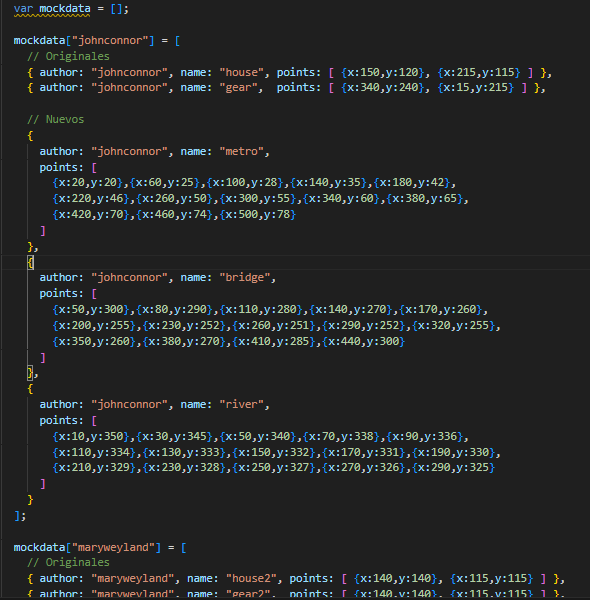 var mockdata = [];
mockdata["johnconnor"] = [
// Originales
{ author: "johnconnor", name: "house", points: [ {x:150,y:120}, {x:215,y:115} ] },
{ author: "johnconnor", name: "gear",  points: [ {x:340,y:240}, {x:15,y:215} ] },
// Nuevos
{
author: "johnconnor", name: "metro",
points: [
{x:20,y:20},{x:60,y:25},{x:100,y:28},{x:140,y:35},{x:180,y:42},
{x:220,y:46},{x:260,y:50},{x:300,y:55},{x:340,y:60},{x:380,y:65},
{x:420,y:70},{x:460,y:74},{x:500,y:78}
]
},
{
author: "johnconnor", name: "bridge",
points: [
{x:50,y:300},{x:80,y:290},{x:110,y:280},{x:140,y:270},{x:170,y:260},
{x:200,y:255},{x:230,y:252},{x:260,y:251},{x:290,y:252},{x:320,y:255},
{x:350,y:260},{x:380,y:270},{x:410,y:285},{x:440,y:300}
]
},
{
author: "johnconnor", name: "river",
points: [
{x:10,y:350},{x:30,y:345},{x:50,y:340},{x:70,y:338},{x:90,y:336},
{x:110,y:334},{x:130,y:333},{x:150,y:332},{x:170,y:331},{x:190,y:330},
{x:210,y:329},{x:230,y:328},{x:250,y:327},{x:270,y:326},{x:290,y:325}
]
}
];
mockdata["maryweyland"] = [
// Originales
{ author: "maryweyland", name: "house2", points: [ {x:140,y:140}, {x:115,y:115} ] },
{ author: "maryweyland", name: "gear2",  points: [ {x:140,y:140}, {x:115,y:115} ] },